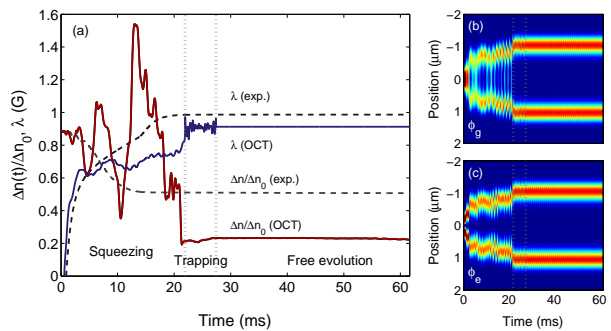 (a)
Δn(t)/Δn₀, λ (G)
1.6
1.4
1.2
1
0.8
0.6
0.4
0.2
0
λ (exp.)
λ (OCT)
Δn/Δn₀ (exp.)
Δn/Δn₀ (OCT)
Squeezing
Trapping
Free evolution
0 10 20 30 40 50 60
Time (ms)
(b)
Position (μm)
-2
-1
0
1
2
ϕg
(c)
Position (μm)
-2
-1
0
1
2
ϕe
0 10 20 30 40 50 60
Time (ms)